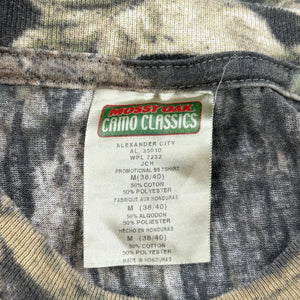 MOSSY OAK
CAMO CLASSICS
ALEXANDER CITY
AL. 35010
WPL 7232
JCM
PROMOTIONAL SS TSHIRT
M (38/40)
50% COTON
50% POLYESTER
FABRIQUE AUX HONDURAS
M (38/40)
50% ALGODON
50% POLIESTER
HECHO EN HONDURAS
M (38/40)
50% COTTON
50% POLYESTER
MADE IN HONDURAS